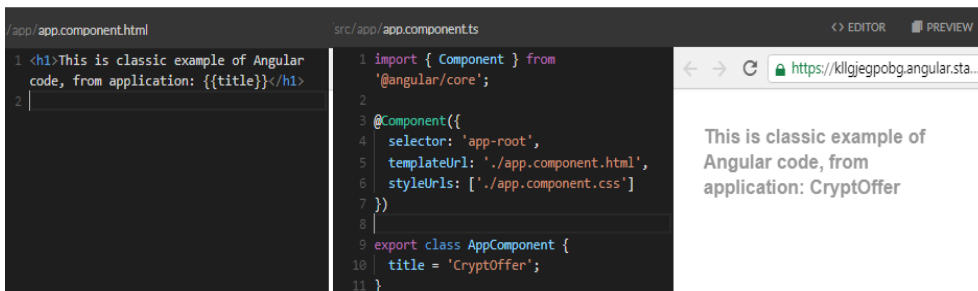 /app/app.component.html
1 <h1>This is classic example of Angular
code, from application: {{title}}</h1>
2
src/app/app.component.ts
1 import { Component } from
'@angular/core';
2
3 @Component({
4 selector: 'app-root',
5 templateUrl: './app.component.html',
6 styleUrls: ['./app.component.css']
7 })
8
9 export class AppComponent {
10 title = 'CryptOffer';
11 }
<> EDITOR
PREVIEW
https://kllgjegpobg.angular.sta...
This is classic example of
Angular code, from
application: CryptOffer